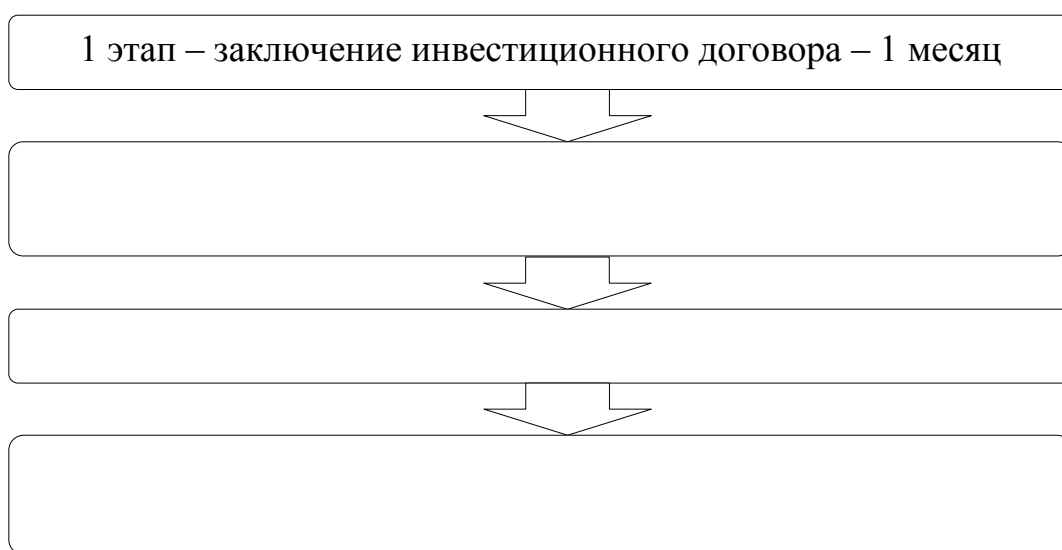 1 этап – заключение инвестиционного договора – 1 месяц